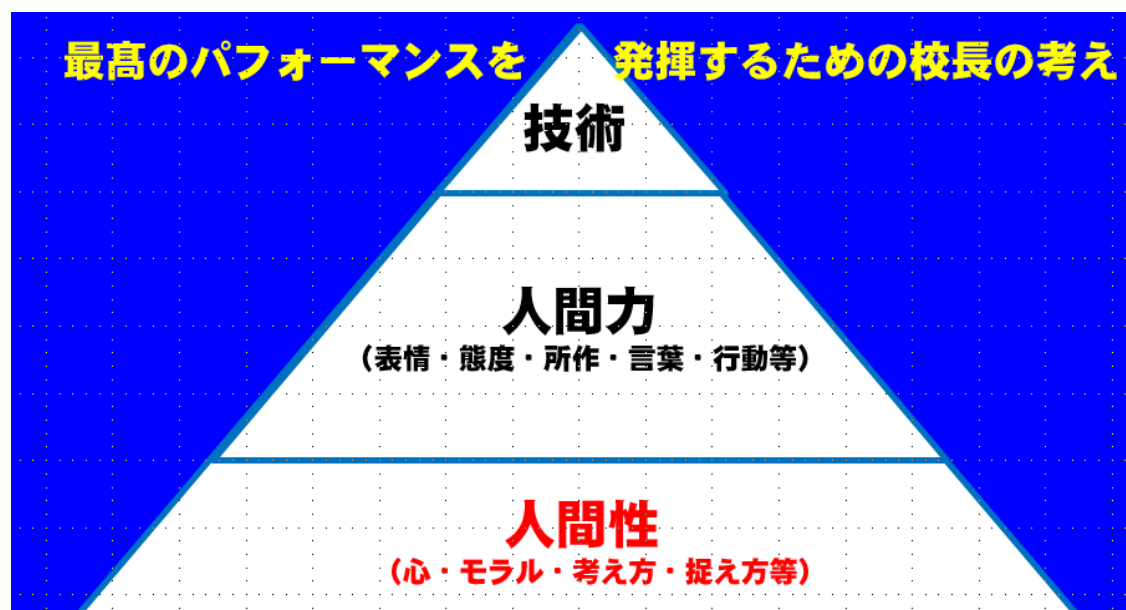 最髙のパフォーマンスを 発揮するための校長の考え
技術
人間力
（表情・態度・所作・言葉・行動等）
人間性
（心・モラル・考え方・捉え方等）